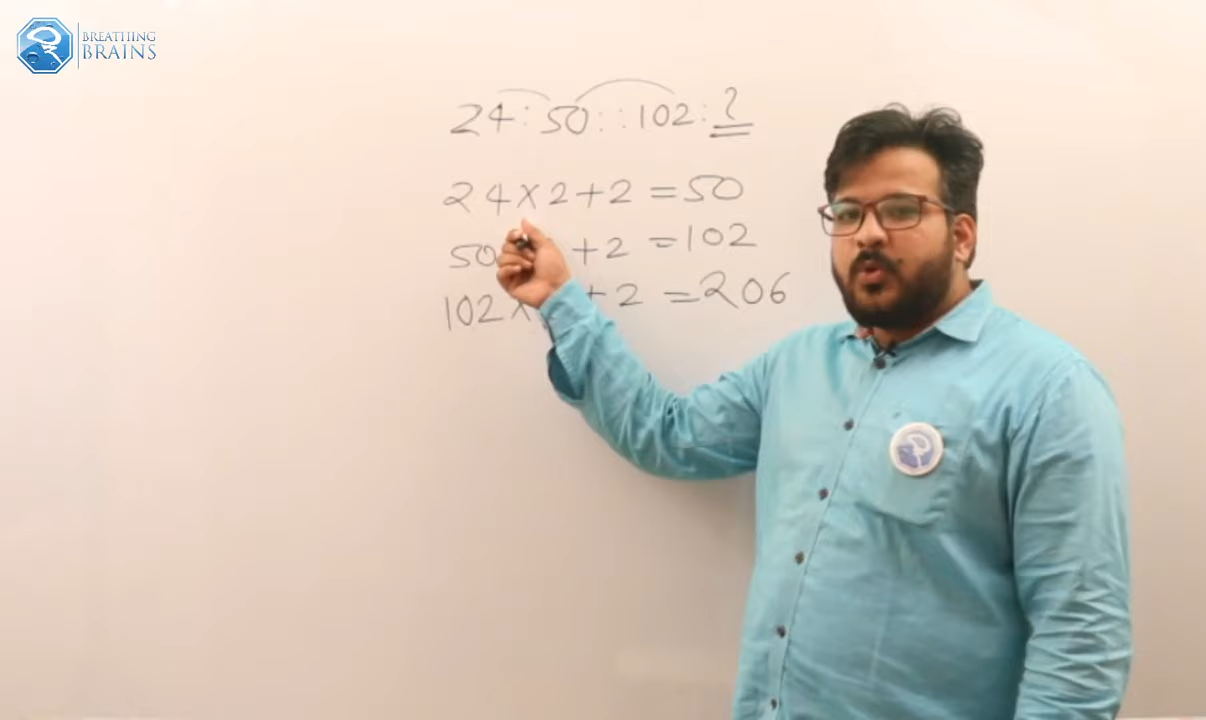 BREATHING
BRAINS
24 : 50 : : 102 : ?
24 × 2 + 2 = 50
50 + 2 = 102
102 × + 2 = 206